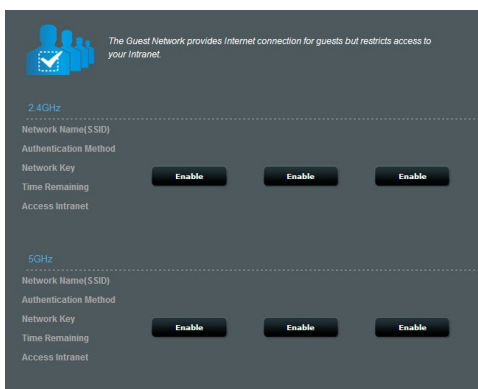 The Guest Network provides Internet connection for guests but restricts access to
your Intranet.
2.4GHz
Network Name(SSID)
Authentication Method
Network Key
Enable Enable Enable
Time Remaining
Access Intranet
5GHz
Network Name(SSID)
Authentication Method
Network Key
Enable Enable Enable
Time Remaining
Access Intranet